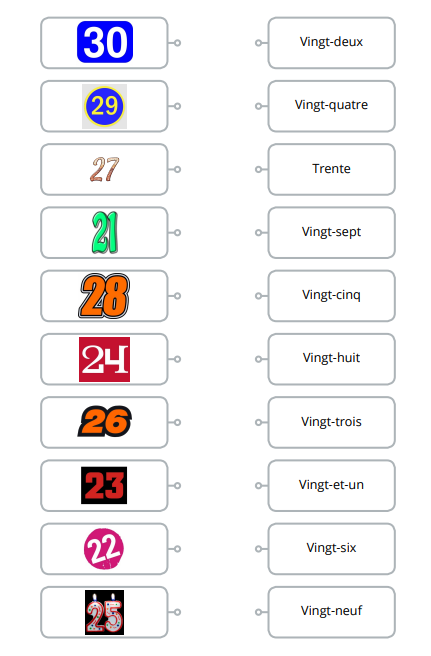 30 Vingt-deux
29 Vingt-quatre
27 Trente
21 Vingt-sept
28 Vingt-cinq
24 Vingt-huit
26 Vingt-trois
23 Vingt-et-un
22 Vingt-six
25 Vingt-neuf